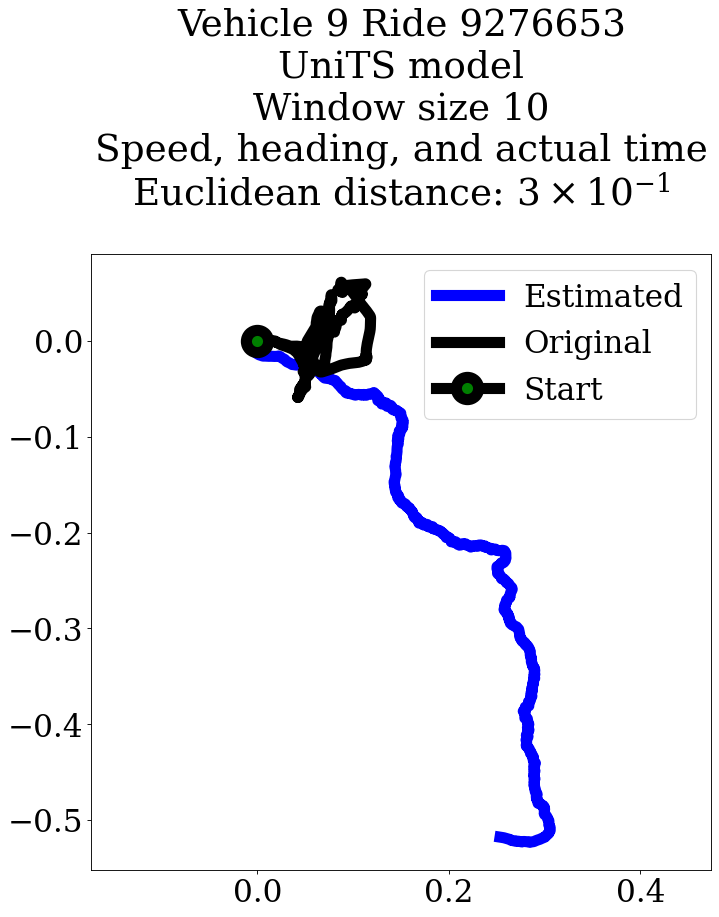 Vehicle 9 Ride 9276653
UniTS model
Window size 10
Speed, heading, and actual time
Euclidean distance: 3 × 10⁻¹
Estimated
Original
Start
0.0
−0.1
−0.2
−0.3
−0.4
−0.5
0.0
0.2
0.4